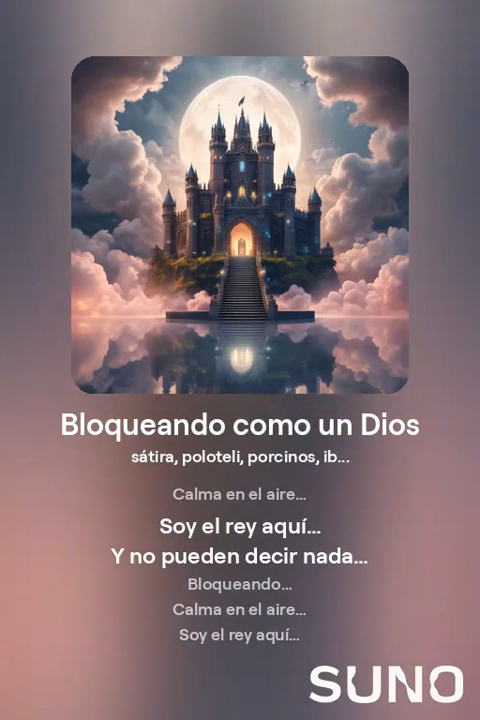 Bloqueando como un Dios
sátira, poloteli, porcinos, ib...
Calma en el aire...
Soy el rey aquí...
Y no pueden decir nada...
Bloqueando...
Calma en el aire...
Soy el rey aquí...
SUNO